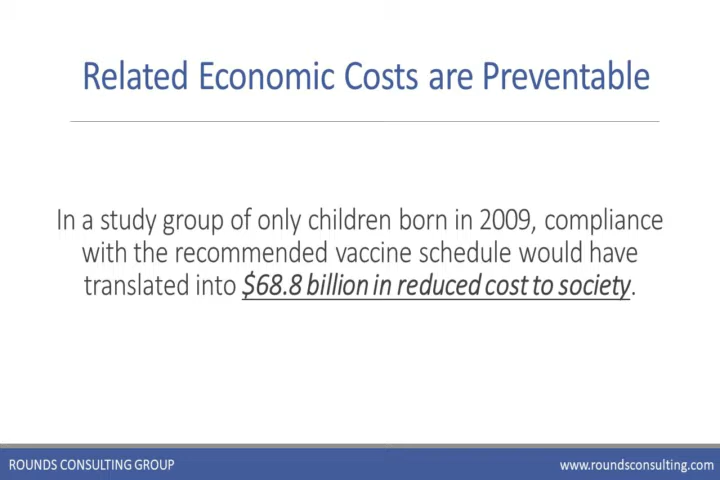 Related Economic Costs are Preventable
In a study group of only children born in 2009, compliance
with the recommended vaccine schedule would have
translated into $68.8 billion in reduced cost to society.
ROUNDS CONSULTING GROUP
www.roundsconsulting.com